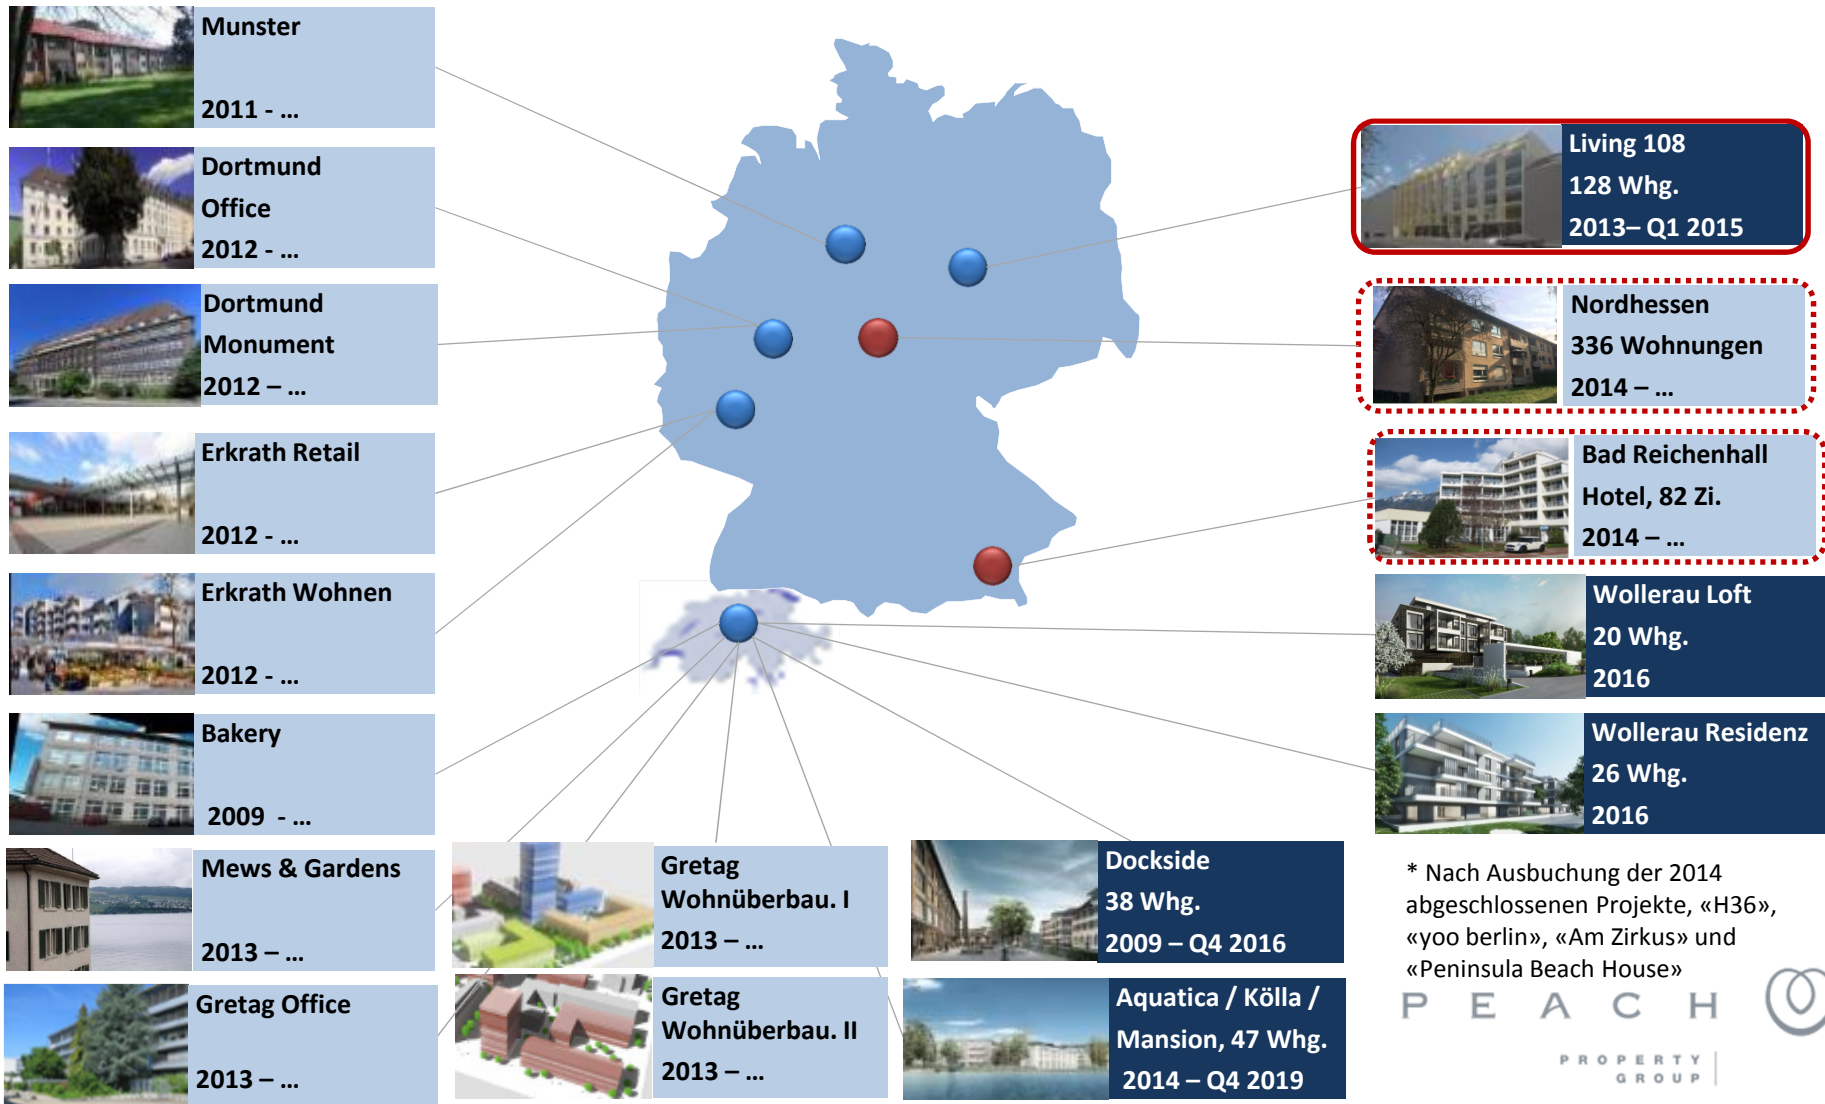 Munster
2011 - ...
Dortmund
Office
2012 - ...
Dortmund
Monument
2012 – ...
Erkrath Retail
2012 - ...
Erkrath Wohnen
2012 - ...
Bakery
2009  - ...
Mews & Gardens
2013 – ...
Gretag Office
2013 – ...
Gretag
Wohnüberbau. I
2013 – ...
Gretag
Wohnüberbau. II
2013 – ...
Dockside
38 Whg.
2009 – Q4 2016
Aquatica / Kölla /
Mansion, 47 Whg.
2014 – Q4 2019
Living 108
128 Whg.
2013– Q1 2015
Nordhessen
336 Wohnungen
2014 – ...
Bad Reichenhall
Hotel, 82 Zi.
2014 – ...
Wollerau Loft
20 Whg.
2016
Wollerau Residenz
26 Whg.
2016
* Nach Ausbuchung der 2014
abgeschlossenen Projekte, «H36»,
«yoo berlin», «Am Zirkus» und
«Peninsula Beach House»
PEACH
PROPERTY
GROUP